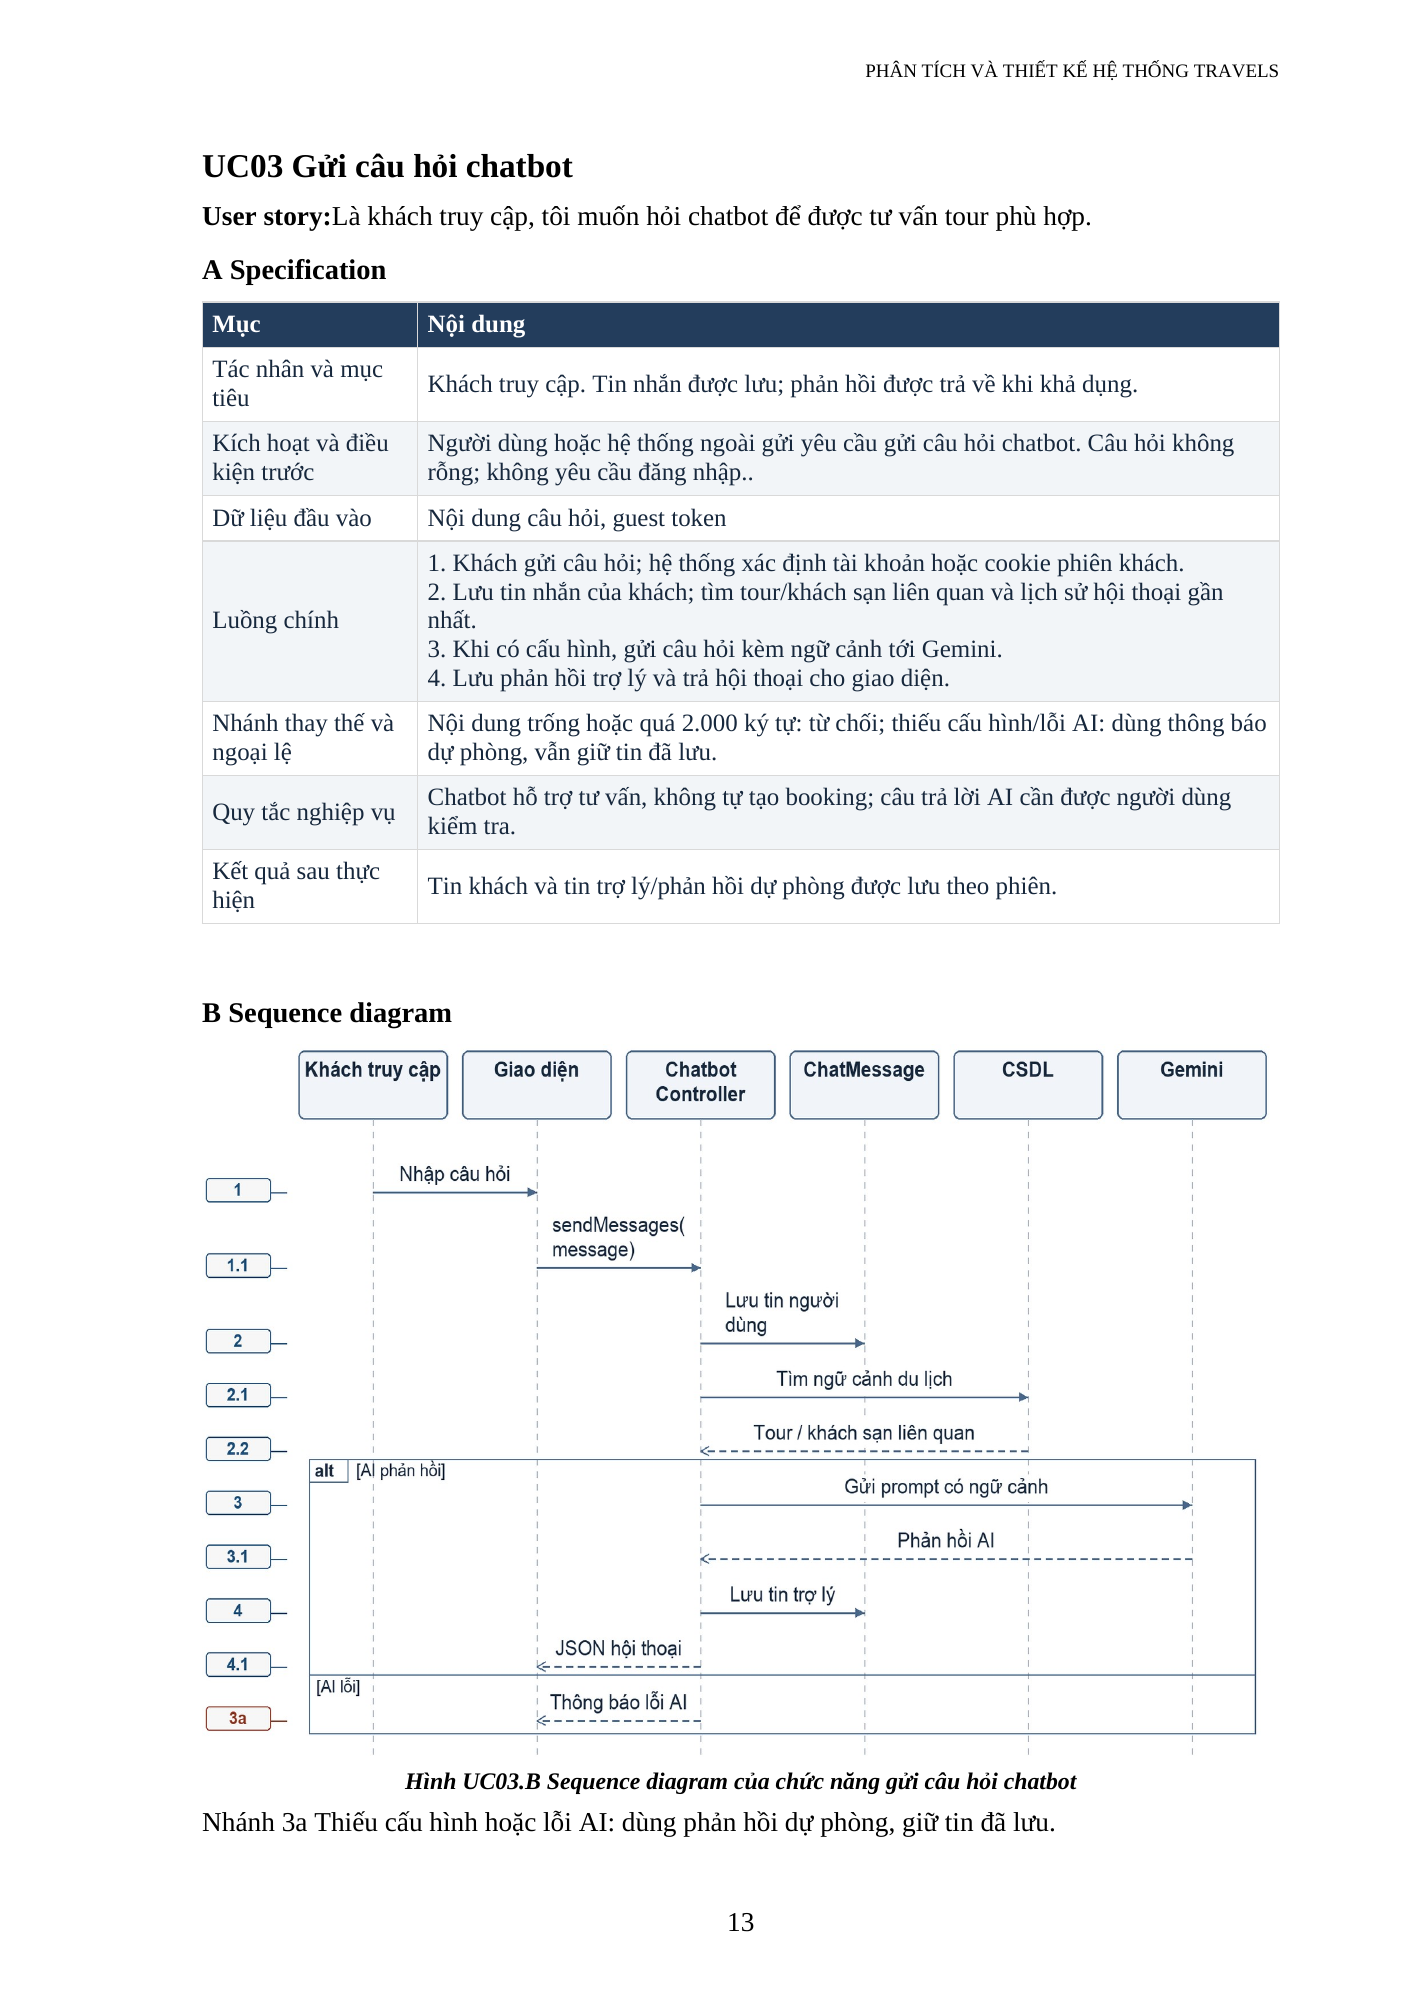 PHÂN TÍCH VÀ THIẾT KẾ HỆ THỐNG TRAVELS
UC03 Gửi câu hỏi chatbot
User story:Là khách truy cập, tôi muốn hỏi chatbot để được tư vấn tour phù hợp.
A Specification
Mục
Nội dung
Tác nhân và mục
tiêu
Khách truy cập. Tin nhắn được lưu; phản hồi được trả về khi khả dụng.
Kích hoạt và điều
kiện trước
Người dùng hoặc hệ thống ngoài gửi yêu cầu gửi câu hỏi chatbot. Câu hỏi không
rỗng; không yêu cầu đăng nhập..
Dữ liệu đầu vào
Nội dung câu hỏi, guest token
Luồng chính
1. Khách gửi câu hỏi; hệ thống xác định tài khoản hoặc cookie phiên khách.
2. Lưu tin nhắn của khách; tìm tour/khách sạn liên quan và lịch sử hội thoại gần
nhất.
3. Khi có cấu hình, gửi câu hỏi kèm ngữ cảnh tới Gemini.
4. Lưu phản hồi trợ lý và trả hội thoại cho giao diện.
Nhánh thay thế và
ngoại lệ
Nội dung trống hoặc quá 2.000 ký tự: từ chối; thiếu cấu hình/lỗi AI: dùng thông báo
dự phòng, vẫn giữ tin đã lưu.
Quy tắc nghiệp vụ
Chatbot hỗ trợ tư vấn, không tự tạo booking; câu trả lời AI cần được người dùng
kiểm tra.
Kết quả sau thực
hiện
Tin khách và tin trợ lý/phản hồi dự phòng được lưu theo phiên.
B Sequence diagram
Khách truy cập
Giao diện
Chatbot
Controller
ChatMessage
CSDL
Gemini
1
Nhập câu hỏi
1.1
sendMessages(
message)
2
Lưu tin người
dùng
2.1
Tìm ngữ cảnh du lịch
2.2
Tour / khách sạn liên quan
alt
[AI phản hồi]
3
Gửi prompt có ngữ cảnh
3.1
Phản hồi AI
4
Lưu tin trợ lý
4.1
JSON hội thoại
[AI lỗi]
3a
Thông báo lỗi AI
Hình UC03.B Sequence diagram của chức năng gửi câu hỏi chatbot
Nhánh 3a Thiếu cấu hình hoặc lỗi AI: dùng phản hồi dự phòng, giữ tin đã lưu.
13